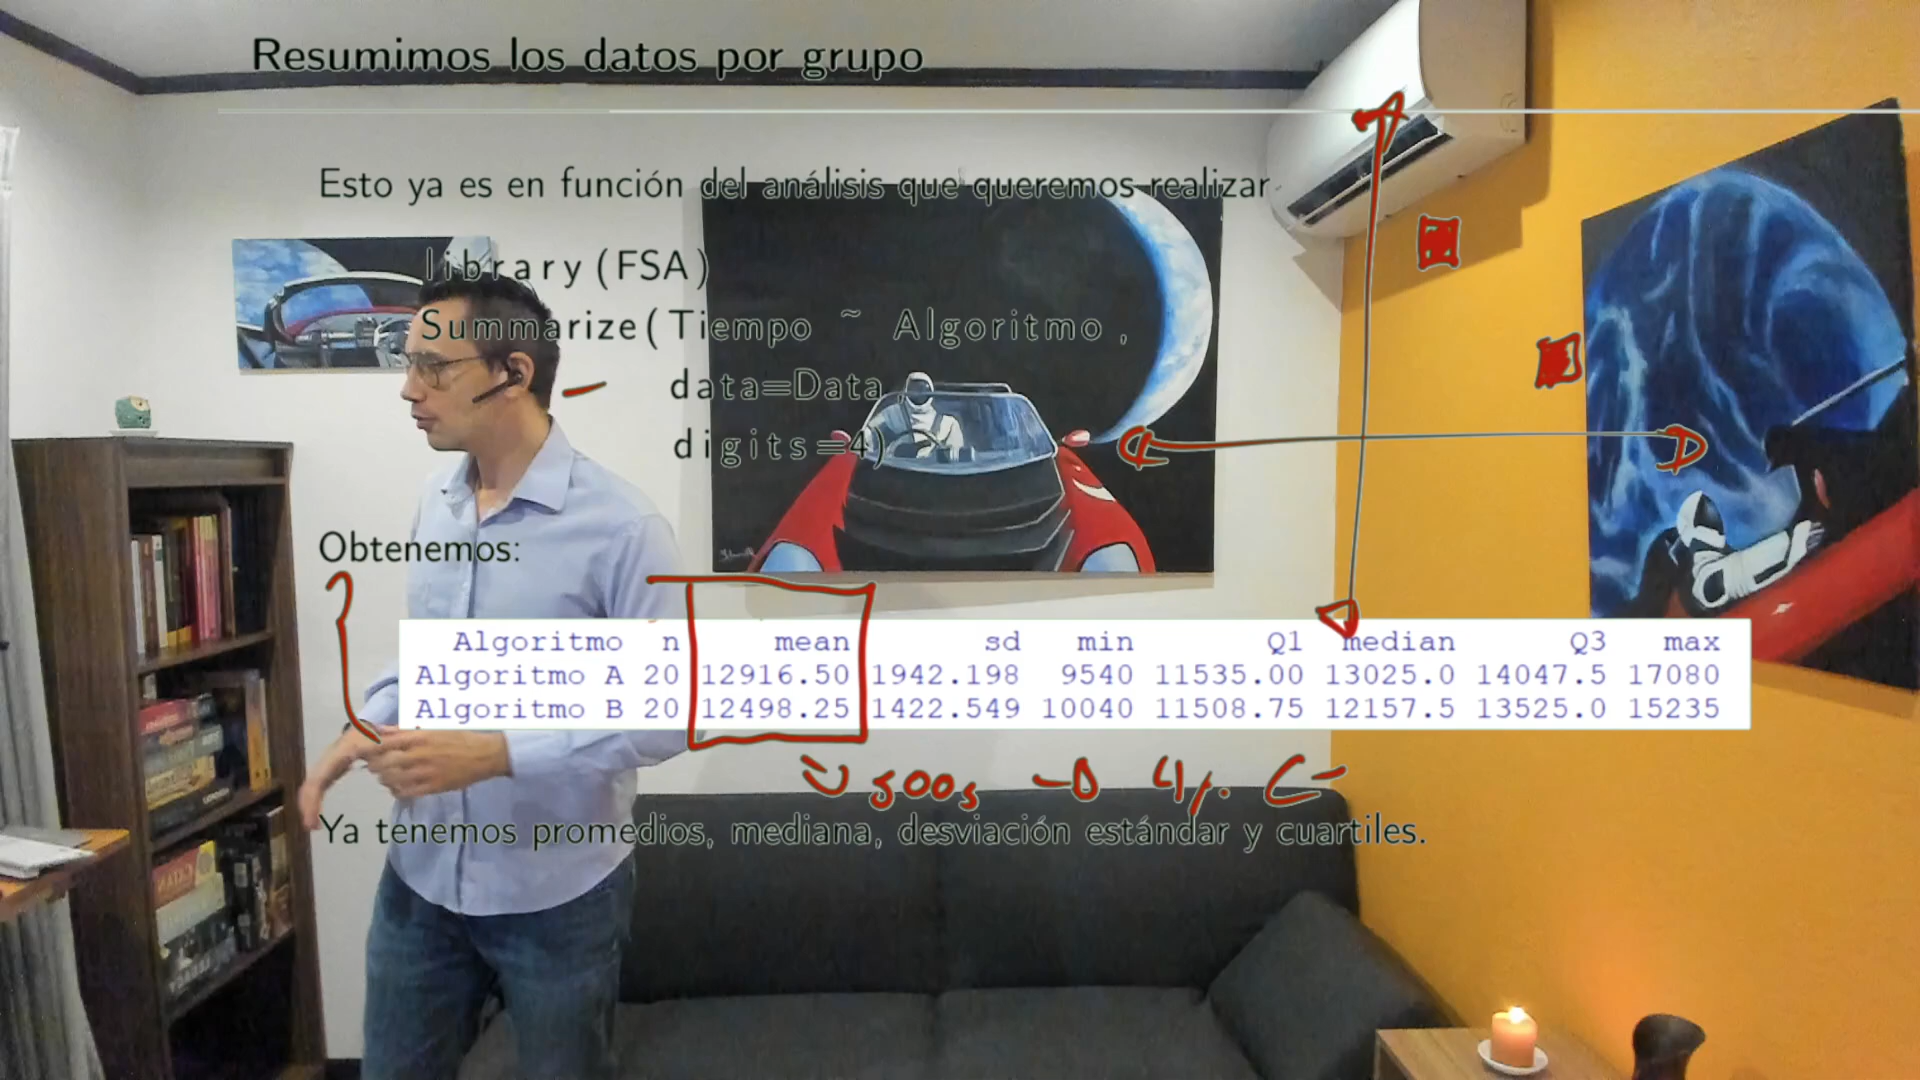 Resumimos los datos por grupo
Esto ya es en función del análisis que queremos realizar
library(FSA)
Summarize(Tiempo ~ Algoritmo,
data=Data,
digits=4)
Obtenemos:
Algoritmo n mean sd min Q1 median Q3 max
Algoritmo A 20 12916.50 1942.198 9540 11535.00 13025.0 14047.5 17080
Algoritmo B 20 12498.25 1422.549 10040 11508.75 12157.5 13525.0 15235
500s 4%
Ya tenemos promedios, mediana, desviación estándar y cuartiles.
CATAN